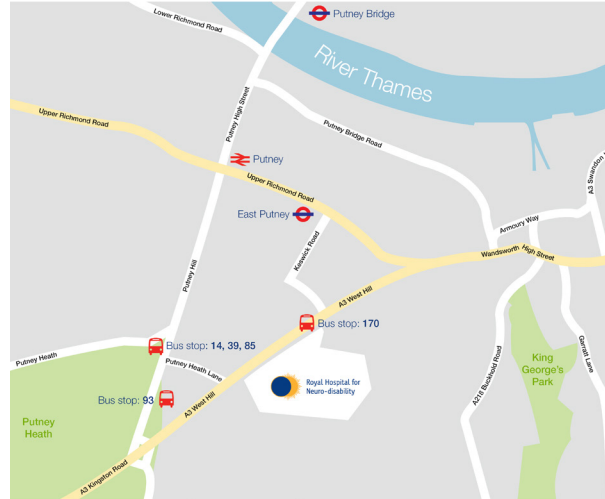 Putney Bridge
Lower Richmond Road
River Thames
Putney High Street
Upper Richmond Road
Putney Bridge Road
Putney
Upper Richmond Road
East Putney
Armoury Way
Keswick Road
Wandsworth High Street
Putney Hill
A3 West Hill
Bus stop: 170
Putney Heath
Bus stop: 14, 39, 85
Putney Heath Lane
Royal Hospital for
Neuro-disability
A218 Buckhold Road
King
George's
Park
Garratt Lane
Bus stop: 93
A3 West Hill
Putney
Heath
A3 Kingston Road